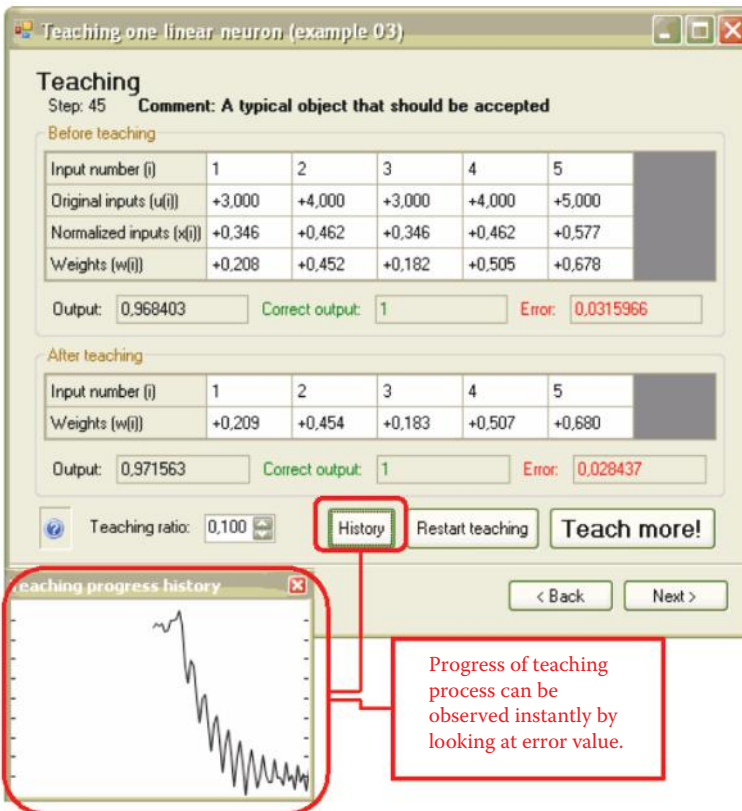 Teaching one linear neuron (example 03)
Teaching
Step: 45 Comment: A typical object that should be accepted
Before teaching
Input number (i) 1 2 3 4 5
Original inputs (u(i)) +3,000 +4,000 +3,000 +4,000 +5,000
Normalized inputs (x(i)) +0,346 +0,462 +0,346 +0,462 +0,577
Weights (w(i)) +0,208 +0,452 +0,182 +0,505 +0,678
Output: 0,968403 Correct output: 1 Error: 0,0315966
After teaching
Input number (i) 1 2 3 4 5
Weights (w(i)) +0,209 +0,454 +0,183 +0,507 +0,680
Output: 0,971563 Correct output: 1 Error: 0,028437
? Teaching ratio: 0,100 History Restart teaching Teach more!
eaching progress history
< Back Next >
Progress of teaching
process can be
observed instantly by
looking at error value.